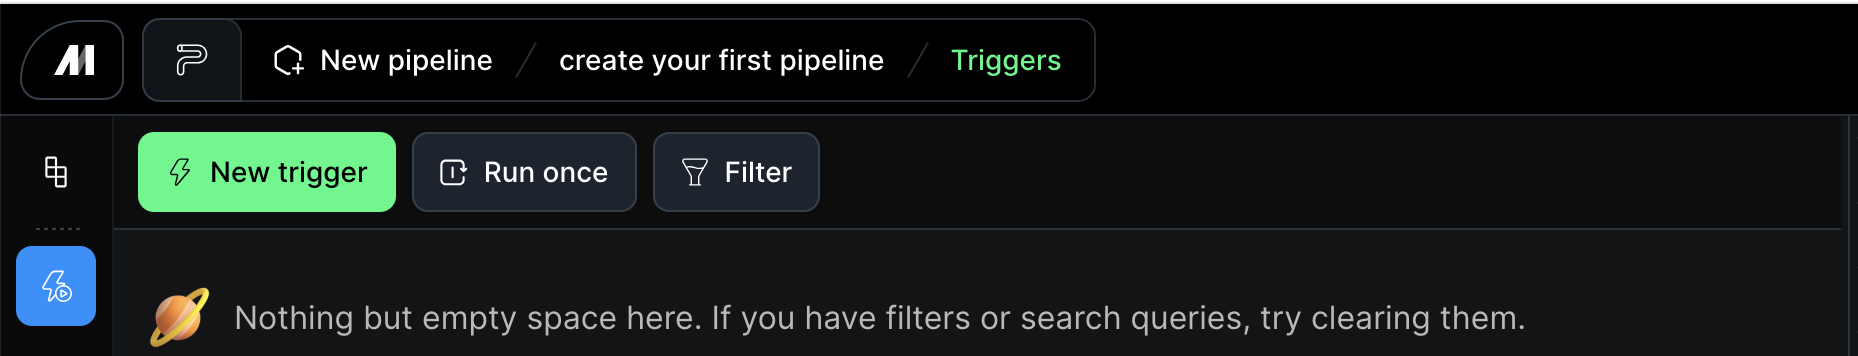 New pipeline / create your first pipeline / Triggers
New trigger Run once Filter
Nothing but empty space here. If you have filters or search queries, try clearing them.